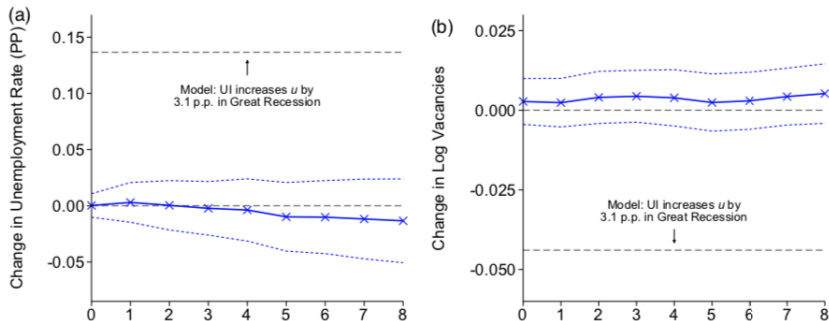 (a)
Change in Unemployment Rate (PP)
0.15
0.10
0.05
0.00
-0.05
Model: UI increases u by
3.1 p.p. in Great Recession
0 1 2 3 4 5 6 7 8
(b)
Change in Log Vacancies
0.025
0.000
-0.025
-0.050
Model: UI increases u by
3.1 p.p. in Great Recession
0 1 2 3 4 5 6 7 8